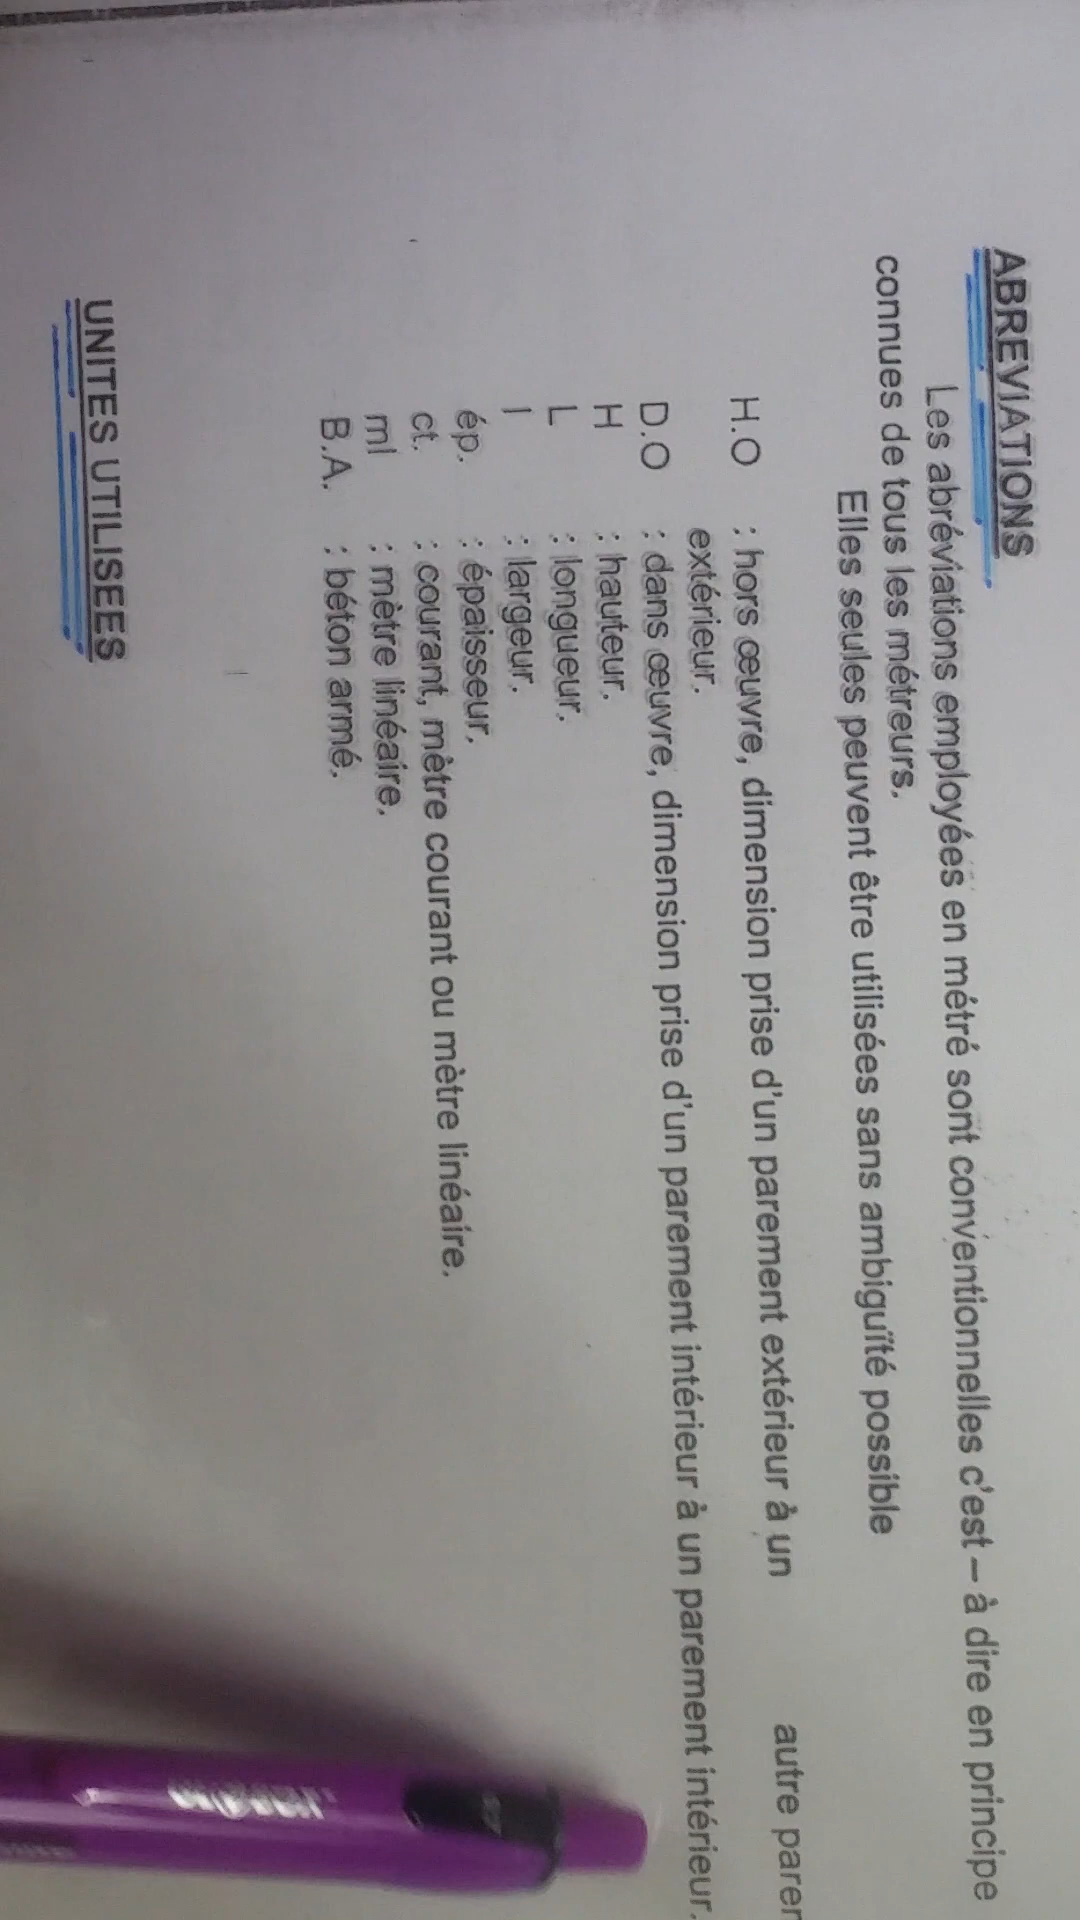 ABREVIATIONS
Les abréviations employées en métré sont conventionnelles c'est – à dire en principe
connues de tous les métreurs.
Elles seules peuvent être utilisées sans ambiguïté possible
H.O : hors œuvre, dimension prise d'un parement extérieur à un autre
extérieur.
D.O : dans œuvre, dimension prise d'un parement intérieur à un parement intérieur.
H : hauteur.
L : longueur.
l : largeur.
ép. : épaisseur.
ct. : courant, mètre courant ou mètre linéaire.
ml : mètre linéaire.
B.A. : béton armé.
UNITES UTILISEES